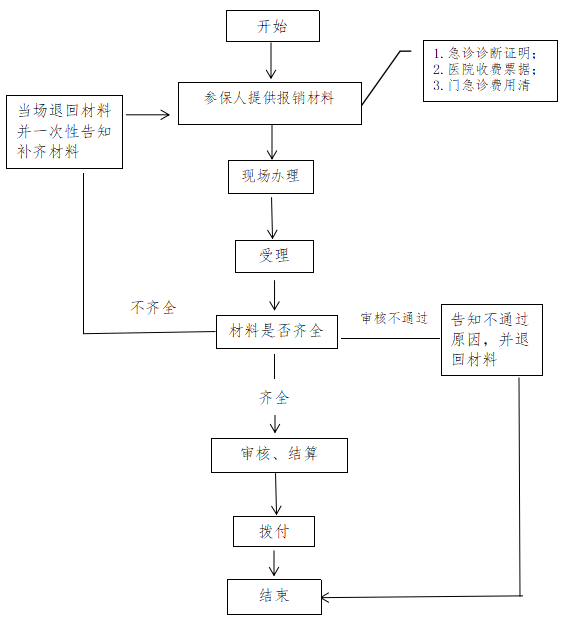 开始
1.急诊诊断证明;
2.医院收费票据;
3.门急诊费用清
参保人提供报销材料
当场退回材料
并一次性告知
补齐材料
现场办理
受理
不齐全
材料是否齐全
审核不通过
告知不通过
原因，并退
回材料
齐全
审核、结算
拨付
结束